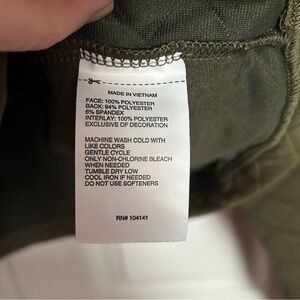 MADE IN VIETNAM
FACE: 100% POLYESTER
BACK: 94% POLYESTER
6% SPANDEX
INTERLAY: 100% POLYESTER
EXCLUSIVE OF DECORATION
MACHINE WASH COLD WITH
LIKE COLORS
GENTLE CYCLE
ONLY NON-CHLORINE BLEACH
WHEN NEEDED
TUMBLE DRY LOW
COOL IRON IF NEEDED
DO NOT USE SOFTENERS
RN# 104141